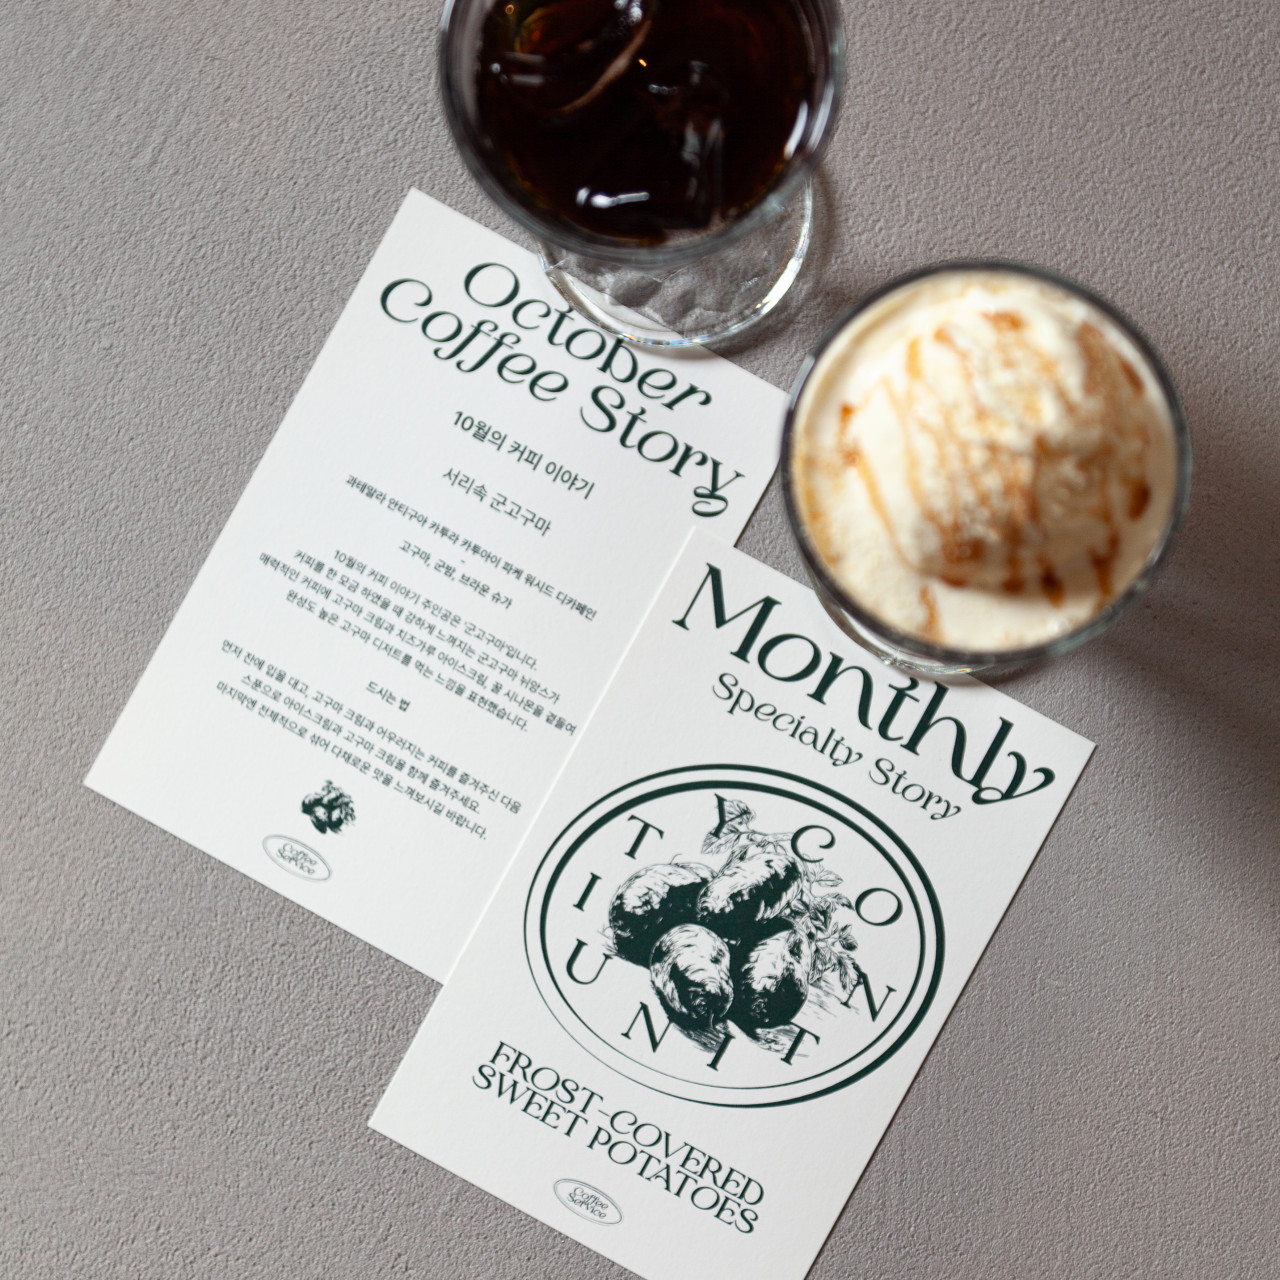 October
Coffee Story
10월의 커피 이야기
서리속 군고구마
과테말라 안티구아 카투라 카투아이 파케 워시드 디카페인
-
고구마, 군밤, 브라운 슈가
10월의 커피 이야기 주인공은 '군고구마'입니다.
커피를 한 모금 하였을 때 강하게 느껴지는 군고구마 뉘앙스가
매력적인 커피에 고구마 크림과 치즈가루 아이스크림, 꿀 시나몬을 곁들여
완성도 높은 고구마 디저트를 먹는 느낌을 표현했습니다.
드시는 법
먼저 잔에 입을 대고, 고구마 크림과 어우러지는 커피를 즐겨주신 다음
스푼으로 아이스크림과 고구마 크림을 함께 즐겨주세요.
마지막엔 전체적으로 섞어 다채로운 맛을 느껴보시길 바랍니다.
Coffee
Service
Monthly
Specialty Story
CONTINUITY
FROST-COVERED
SWEET POTATOES
Coffee
Service